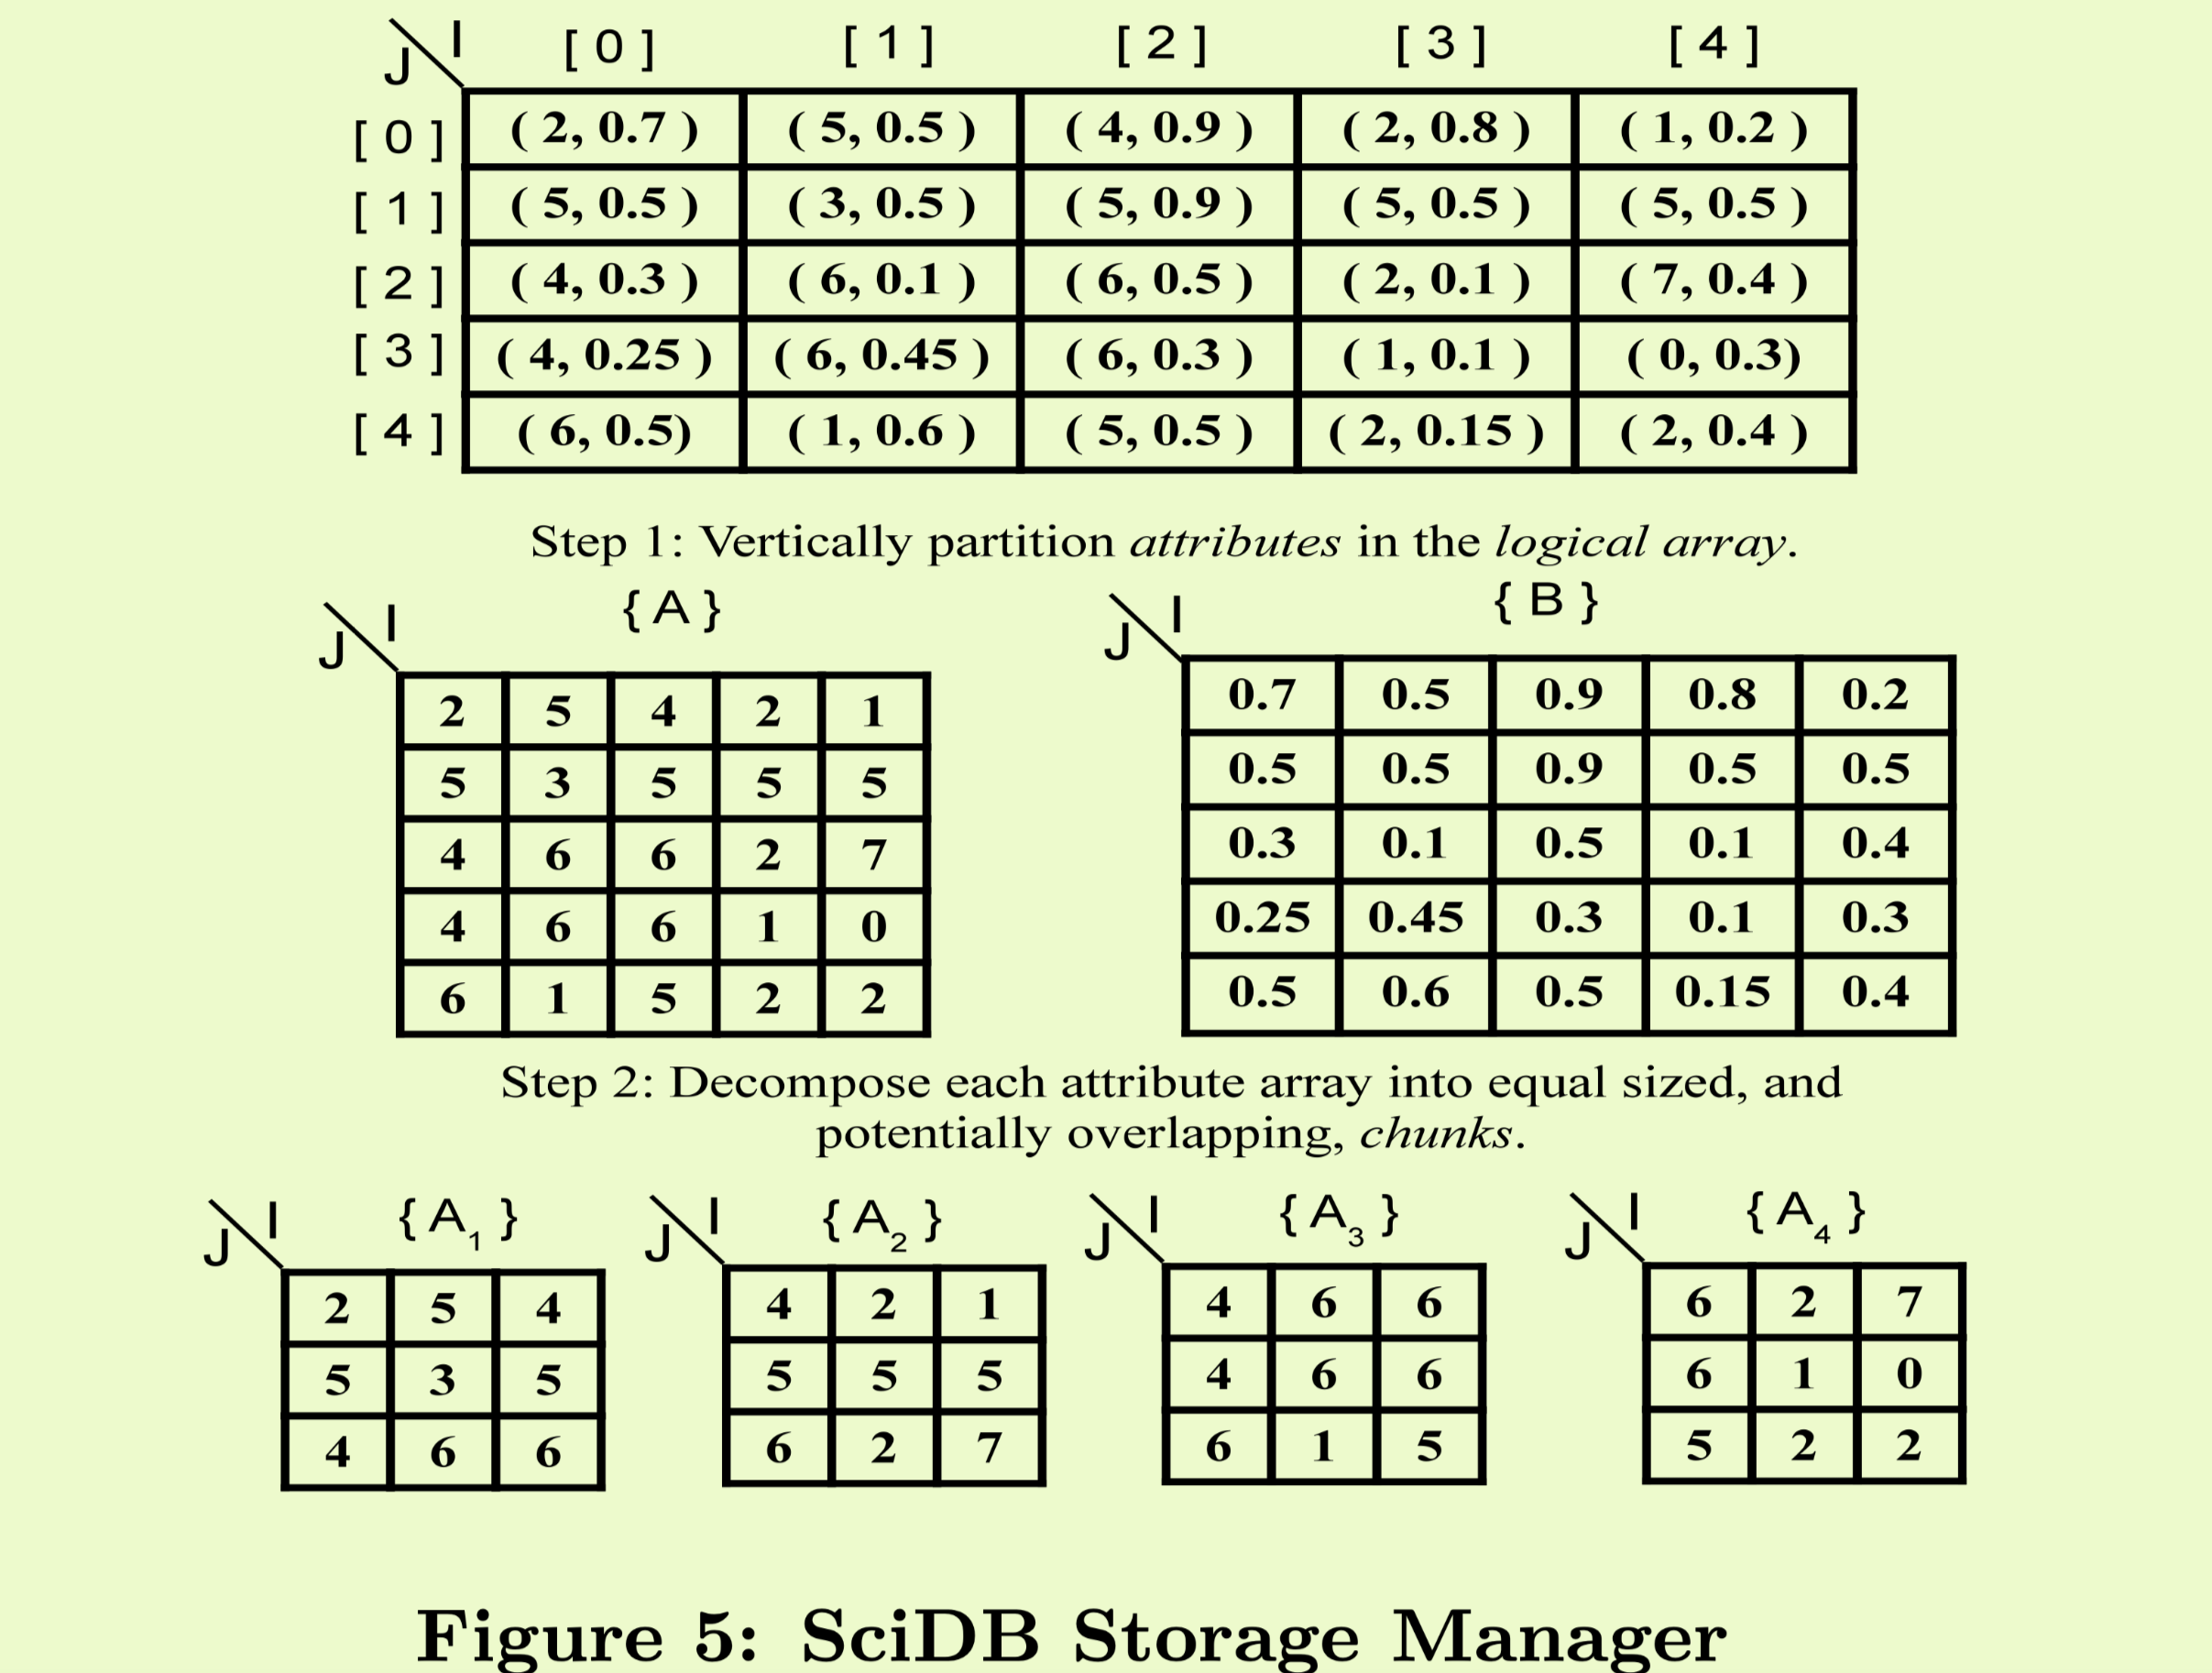 I [ 0 ] [ 1 ] [ 2 ] [ 3 ] [ 4 ]
J
[ 0 ] ( 2, 0.7 ) ( 5, 0.5 ) ( 4, 0.9 ) ( 2, 0.8 ) ( 1, 0.2 )
[ 1 ] ( 5, 0.5 ) ( 3, 0.5 ) ( 5, 0.9 ) ( 5, 0.5 ) ( 5, 0.5 )
[ 2 ] ( 4, 0.3 ) ( 6, 0.1 ) ( 6, 0.5 ) ( 2, 0.1 ) ( 7, 0.4 )
[ 3 ] ( 4, 0.25 ) ( 6, 0.45 ) ( 6, 0.3 ) ( 1, 0.1 ) ( 0, 0.3)
[ 4 ] ( 6, 0.5) ( 1, 0.6 ) ( 5, 0.5 ) ( 2, 0.15 ) ( 2, 0.4 )
Step 1: Vertically partition attributes in the logical array.
J I { A }
2 5 4 2 1
5 3 5 5 5
4 6 6 2 7
4 6 6 1 0
6 1 5 2 2
J I { B }
0.7 0.5 0.9 0.8 0.2
0.5 0.5 0.9 0.5 0.5
0.3 0.1 0.5 0.1 0.4
0.25 0.45 0.3 0.1 0.3
0.5 0.6 0.5 0.15 0.4
Step 2: Decompose each attribute array into equal sized, and
potentially overlapping, chunks.
J I { A1 }
2 5 4
5 3 5
4 6 6
J I { A2 }
4 2 1
5 5 5
6 2 7
J I { A3 }
4 6 6
4 6 6
6 1 5
J I { A4 }
6 2 7
6 1 0
5 2 2
Figure 5: SciDB Storage Manager